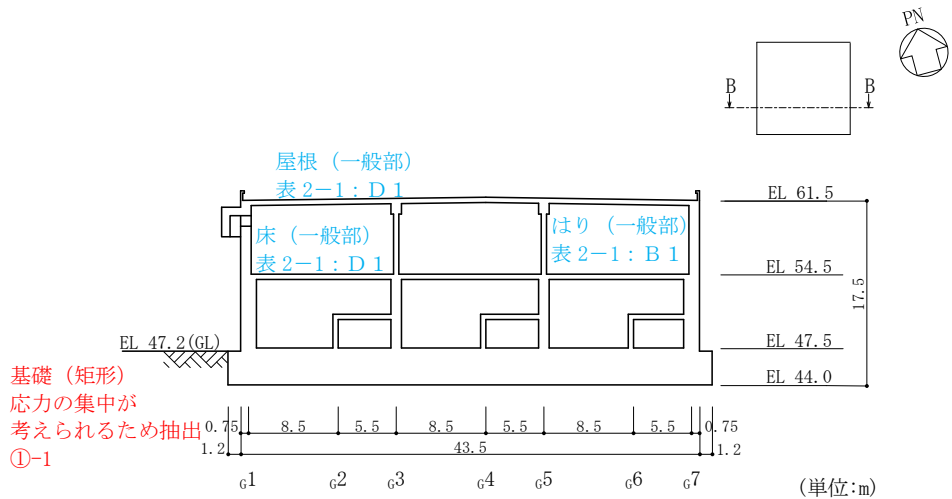 PN
B B
屋根（一般部）
表2－1：D1
EL 61.5
床（一般部）
表2－1：D1
はり（一般部）
表2－1：B1
EL 54.5
17.5
EL 47.2(GL)
EL 47.5
EL 44.0
基礎（矩形）
応力の集中が
考えられるため抽出
①-1
0.75 8.5 5.5 8.5 5.5 8.5 5.5 0.75
1.2 43.5 1.2
G1 G2 G3 G4 G5 G6 G7
(単位:m)